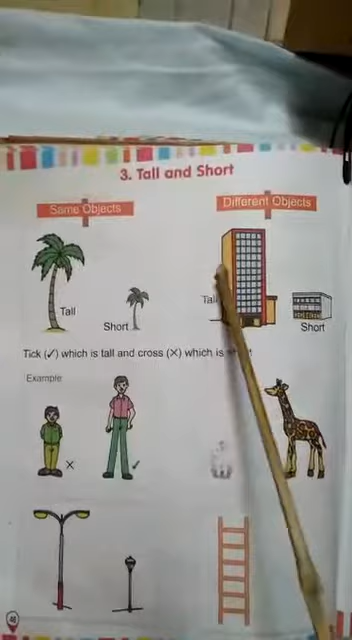 3. Tall and Short
Same Objects
Different Objects
Tall
Short
Tall
Short
Tick (✓) which is tall and cross (✕) which is
Example
✕
✓